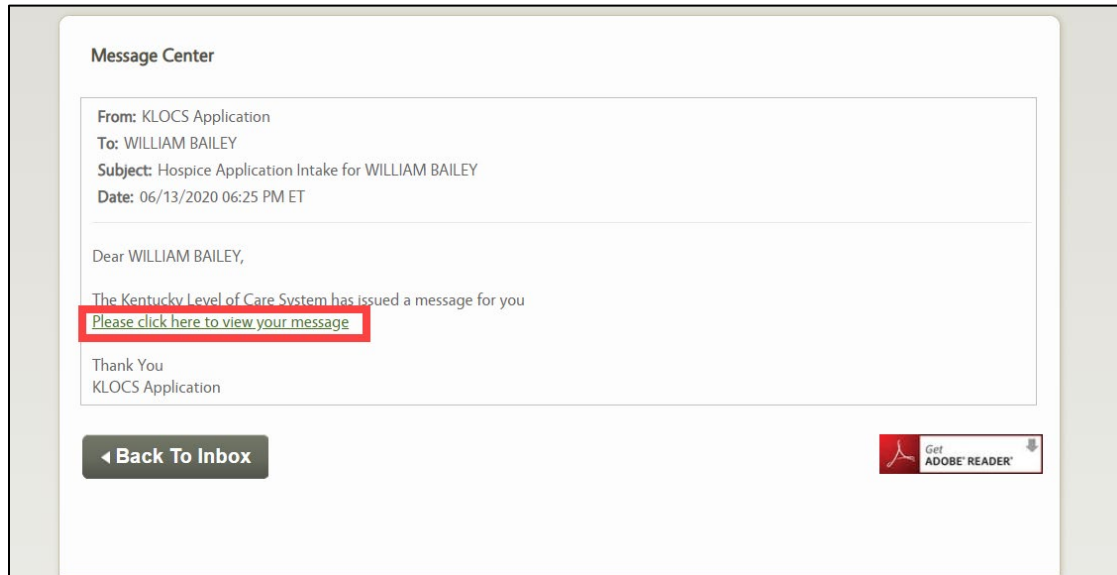 Message Center
From: KLOCS Application
To: WILLIAM BAILEY
Subject: Hospice Application Intake for WILLIAM BAILEY
Date: 06/13/2020 06:25 PM ET
Dear WILLIAM BAILEY,
The Kentucky Level of Care System has issued a message for you
Please click here to view your message
Thank You
KLOCS Application
Back To Inbox
Get
ADOBE® READER®